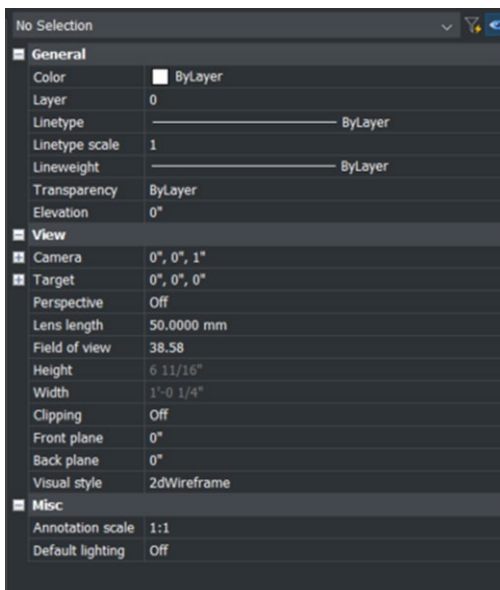 No Selection
General
Color ByLayer
Layer 0
Linetype ByLayer
Linetype scale 1
Lineweight ByLayer
Transparency ByLayer
Elevation 0"
View
Camera 0", 0", 1"
Target 0", 0", 0"
Perspective Off
Lens length 50.0000 mm
Field of view 38.58
Height 6 11/16"
Width 1'-0 1/4"
Clipping Off
Front plane 0"
Back plane 0"
Visual style 2dWireframe
Misc
Annotation scale 1:1
Default lighting Off